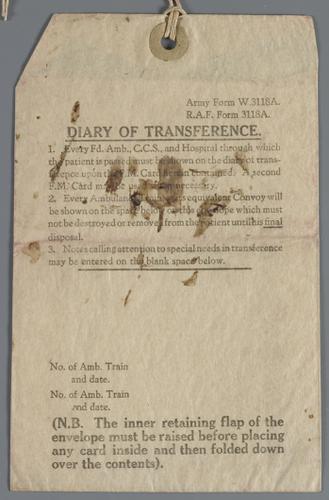 Army Form W.3118A.
R.A.F. Form 3118A.
DIARY OF TRANSFERENCE.
1. Every Fd. Amb., C.C.S., and Hospital through which
the patient is passed must be shown on the diary of trans-
ference upon the F.M. Card herein contained. A second
F.M. Card may be used when necessary.
2. Every Ambulance Train or its equivalent Convoy will
be shown on the space below on this envelope which must
not be destroyed or removed from the patient until his final
disposal.
3. Notes calling attention to special needs in transference
may be entered on the blank space below.
No. of Amb. Train
and date.
No. of Amb. Train
and date.
(N.B. The inner retaining flap of the
envelope must be raised before placing
any card inside and then folded down
over the contents).